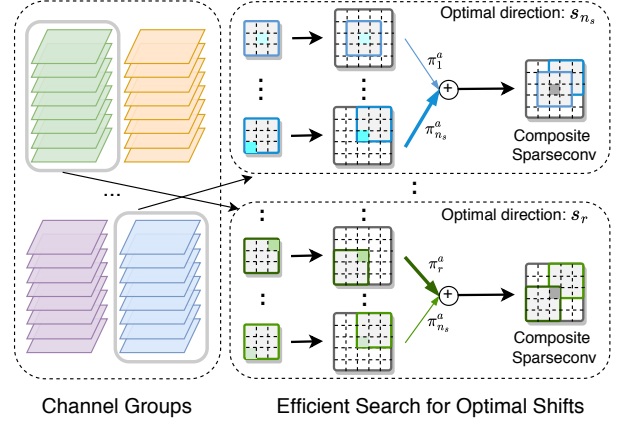 Optimal direction: s_{n_s}
π_1^a
+
π_{n_s}^a
Composite
Sparseconv
...
Optimal direction: s_r
π_r^a
+
π_{n_s}^a
Composite
Sparseconv
Channel Groups
Efficient Search for Optimal Shifts